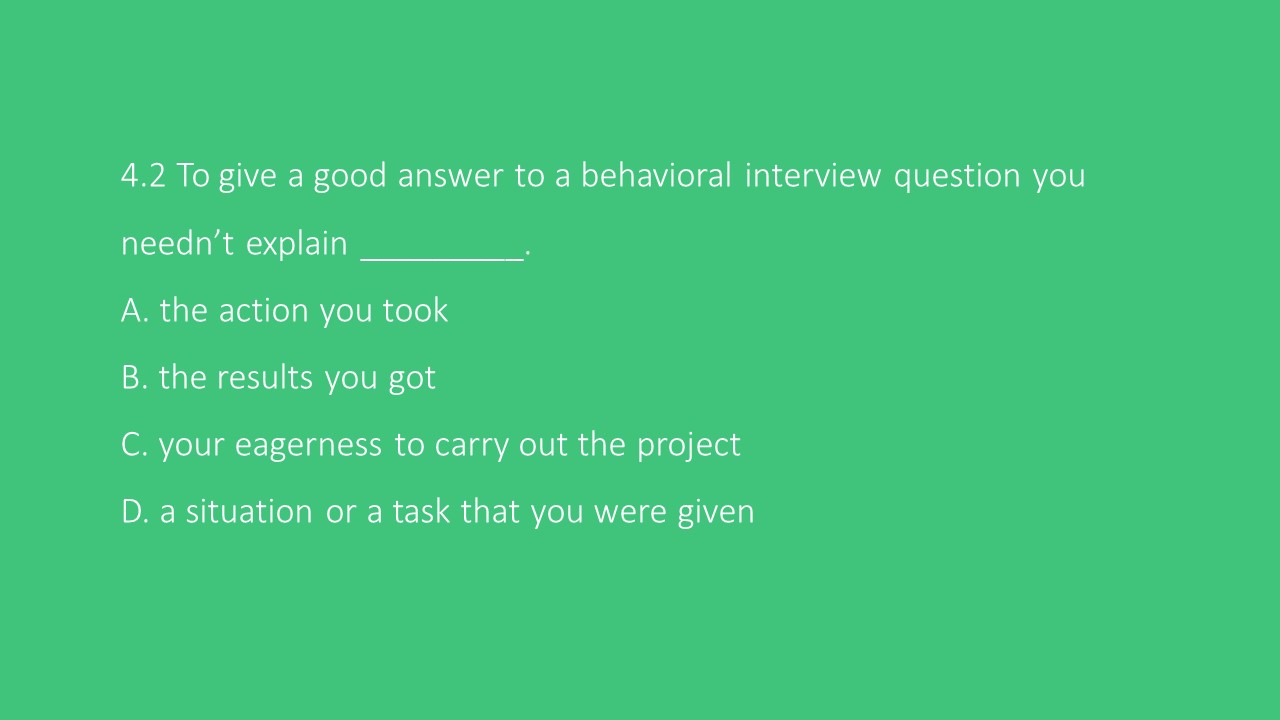 4.2 To give a good answer to a behavioral interview question you
needn’t explain _________.
A. the action you took
B. the results you got
C. your eagerness to carry out the project
D. a situation or a task that you were given